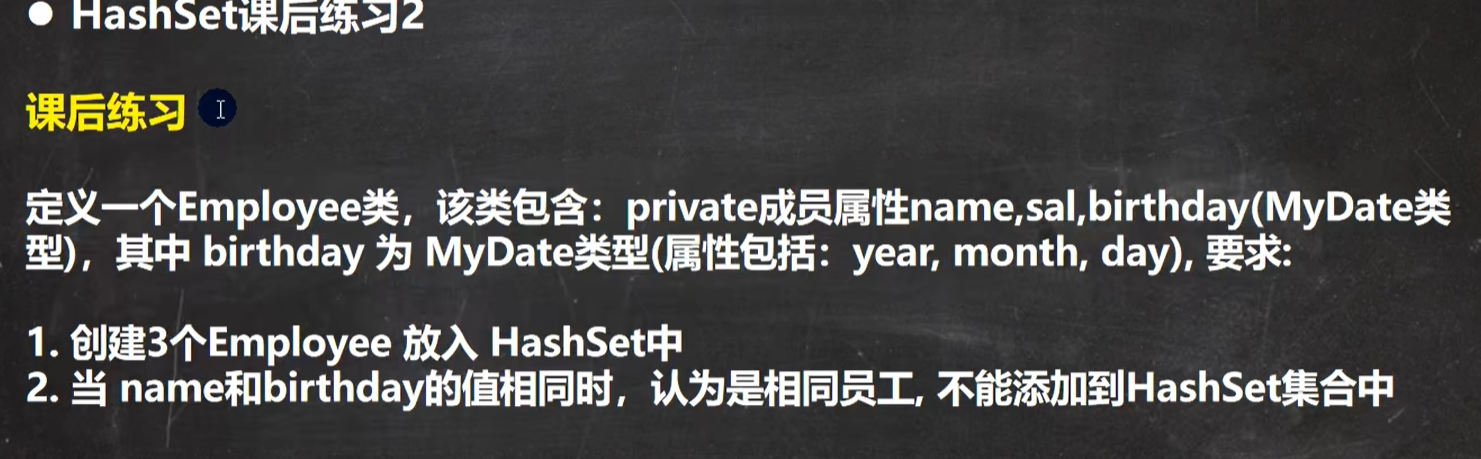 ● HashSet课后练习2
课后练习
定义一个Employee类，该类包含：private成员属性name,sal,birthday(MyDate类
型)，其中 birthday 为 MyDate类型(属性包括：year, month, day), 要求:
1. 创建3个Employee 放入 HashSet中
2. 当 name和birthday的值相同时，认为是相同员工, 不能添加到HashSet集合中